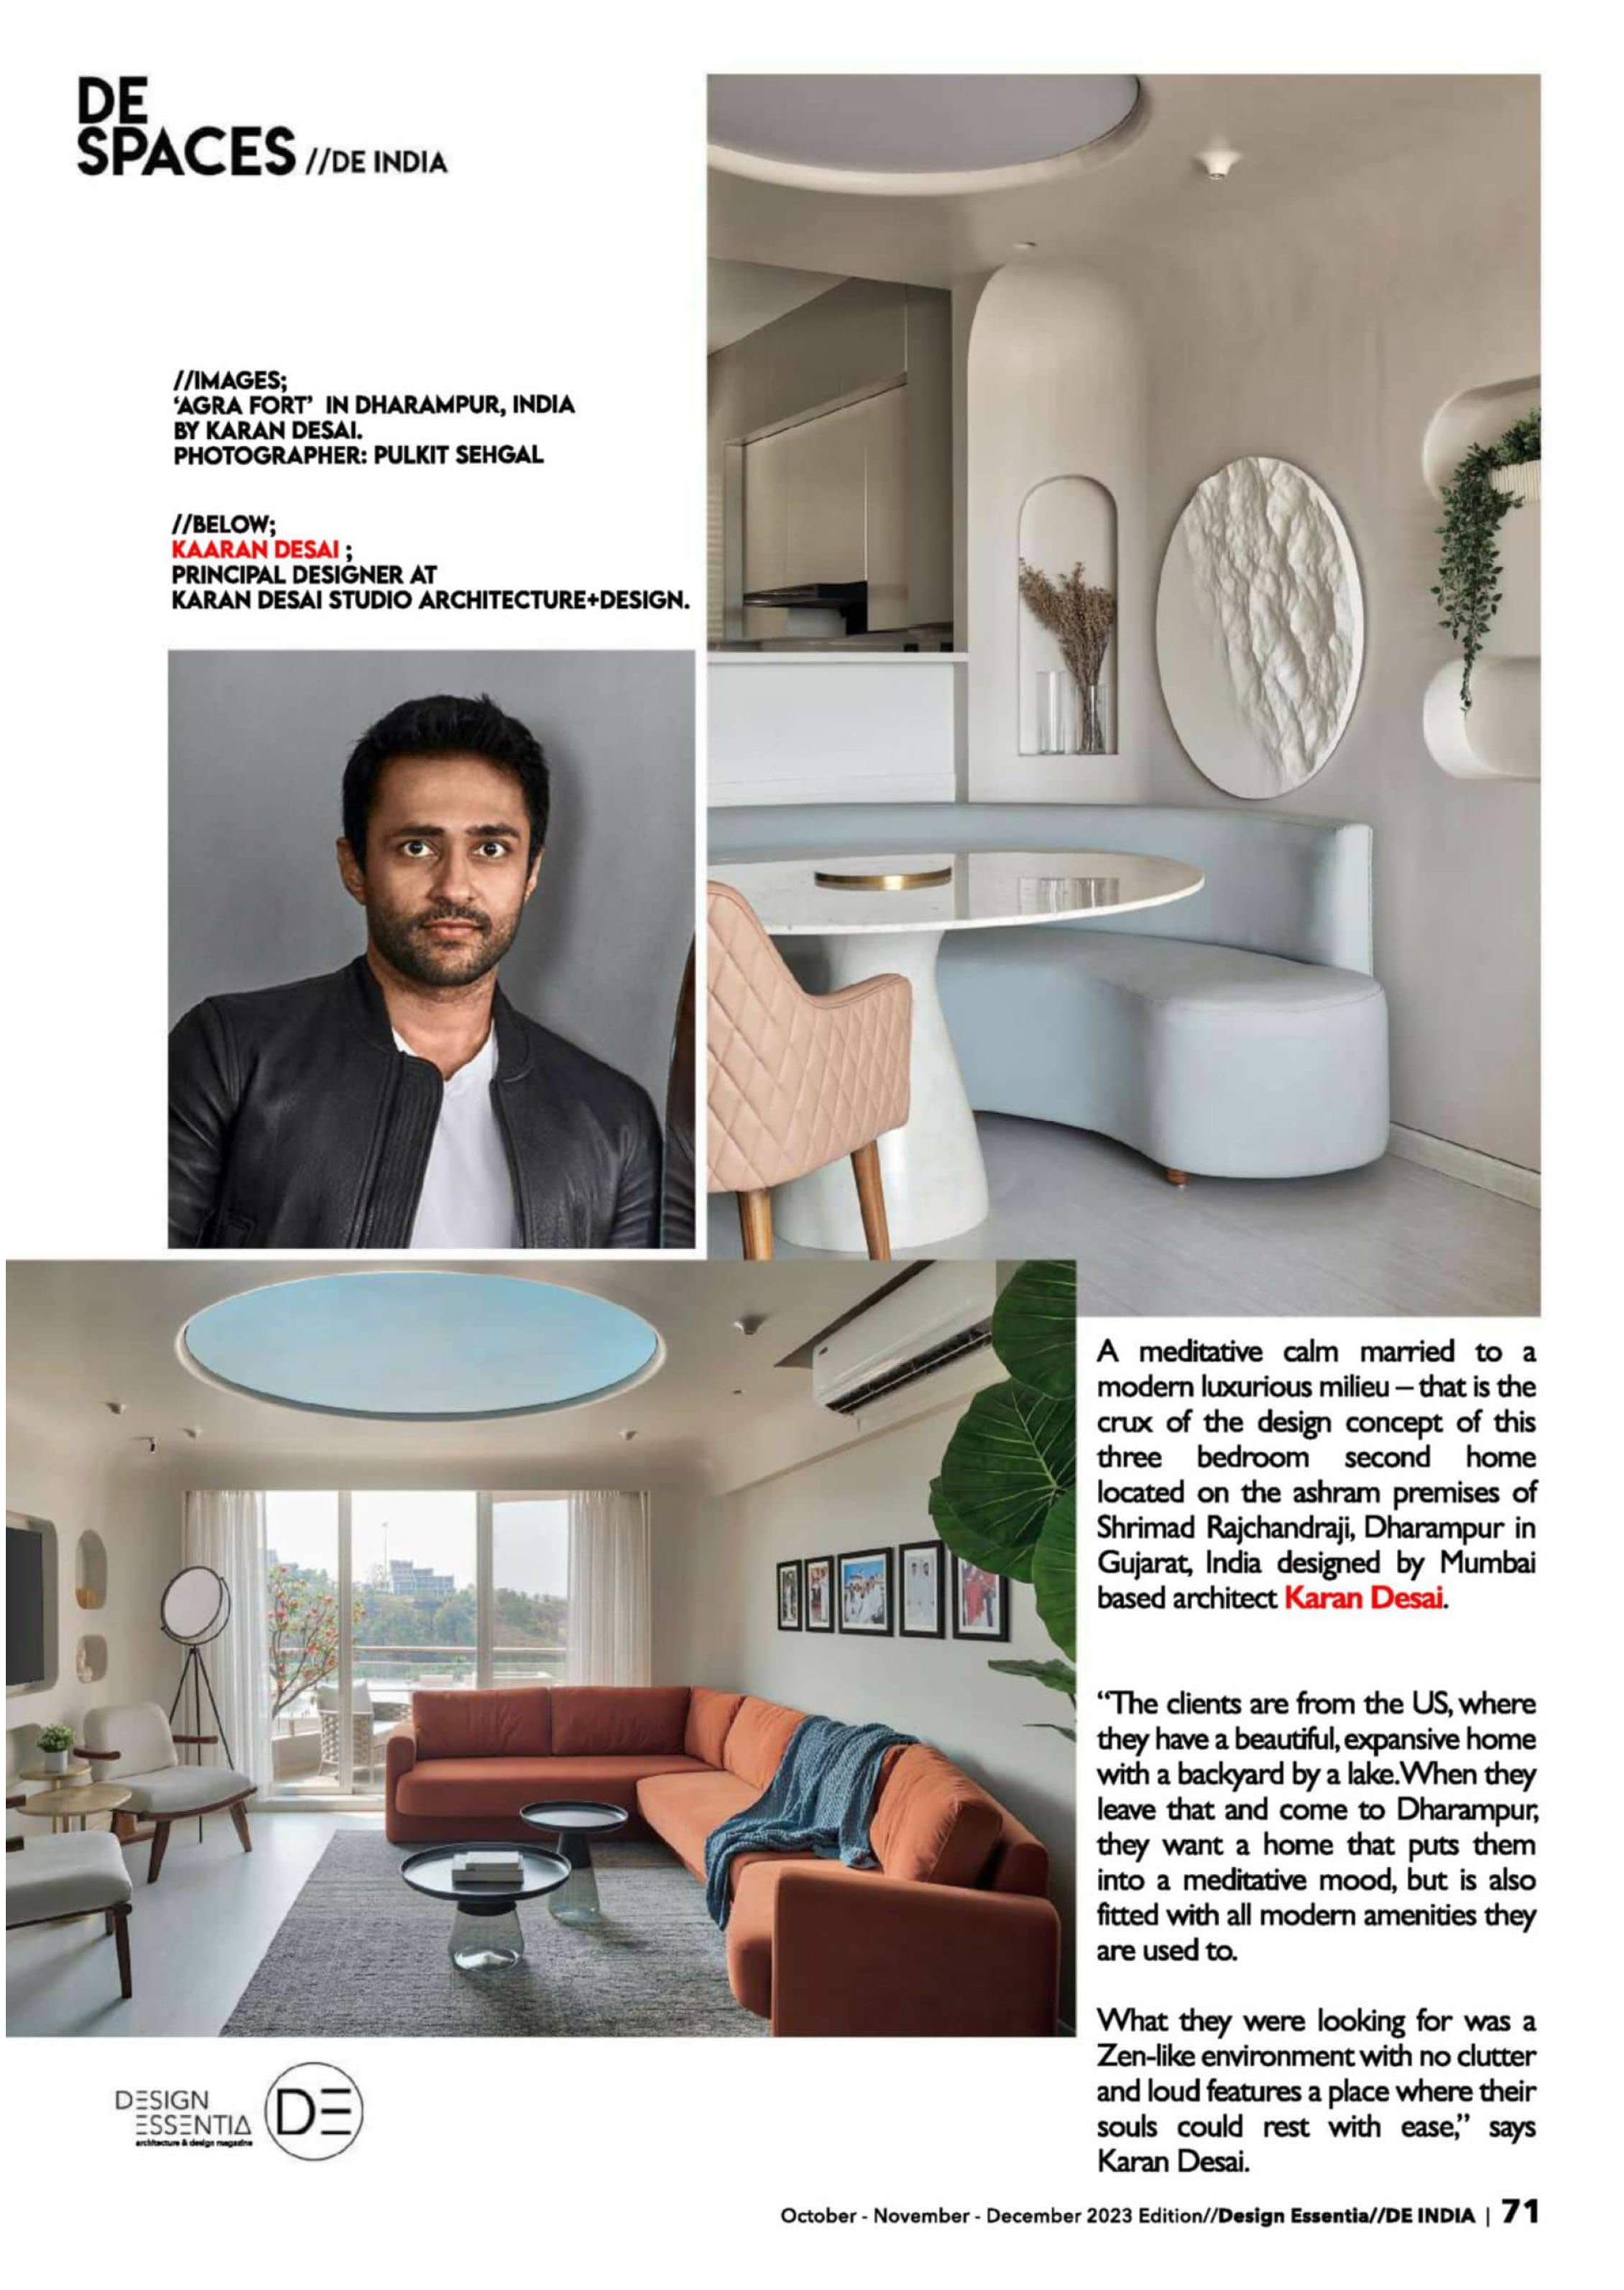 DE
SPACES //DE INDIA
//IMAGES;
‘AGRA FORT’ IN DHARAMPUR, INDIA
BY KARAN DESAI.
PHOTOGRAPHER: PULKIT SEHGAL
//BELOW;
KAARAN DESAI ;
PRINCIPAL DESIGNER AT
KARAN DESAI STUDIO ARCHITECTURE+DESIGN.
A meditative calm married to a
modern luxurious milieu – that is the
crux of the design concept of this
three bedroom second home
located on the ashram premises of
Shrimad Rajchandraji, Dharampur in
Gujarat, India designed by Mumbai
based architect Karan Desai.
“The clients are from the US, where
they have a beautiful, expansive home
with a backyard by a lake.When they
leave that and come to Dharampur,
they want a home that puts them
into a meditative mood, but is also
fitted with all modern amenities they
are used to.
What they were looking for was a
Zen-like environment with no clutter
and loud features a place where their
souls could rest with ease,” says
Karan Desai.
DESIGN
ESSENTIA
architecture & design magazine
DE
October - November - December 2023 Edition//Design Essentia//DE INDIA | 71